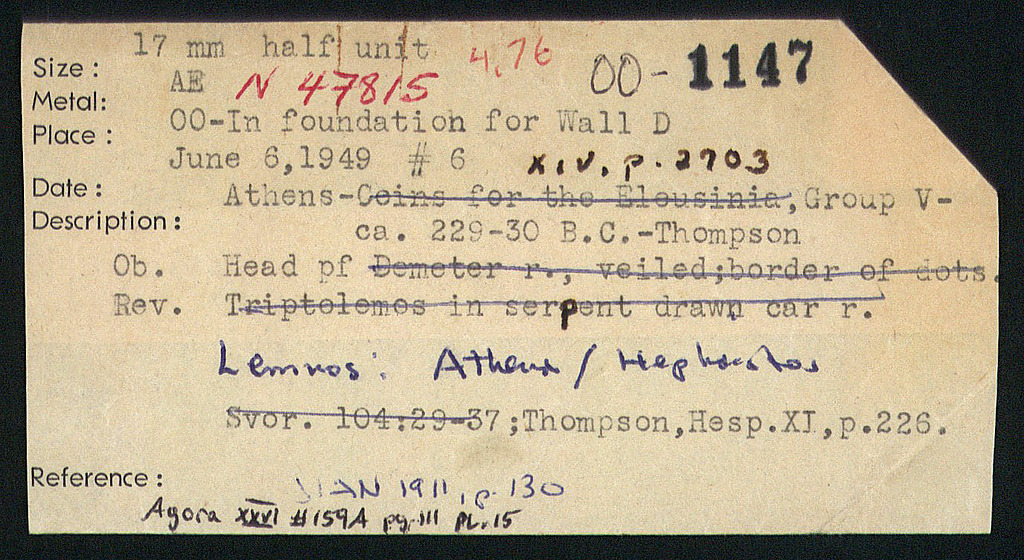 17 mm half unit 4.76 OO-1147
Size:
AE N 47815
Metal:
OO-In foundation for Wall D
Place:
June 6,1949 # 6 XIV, p. 2703
Date: Athens-Coins for the Eleusinia, Group V-
Description: ca. 229-30 B.C.-Thompson
Ob. Head pf Demeter r., veiled;border of dots.
Rev. Triptolemos in serpent drawn car r.
Lemnos: Athena / Hephaistos
Svor. 104:29-37;Thompson,Hesp.XI,p.226.
Reference: JIAN 1911, p. 130
Agora XXVI #159A pg. 111 PL.15